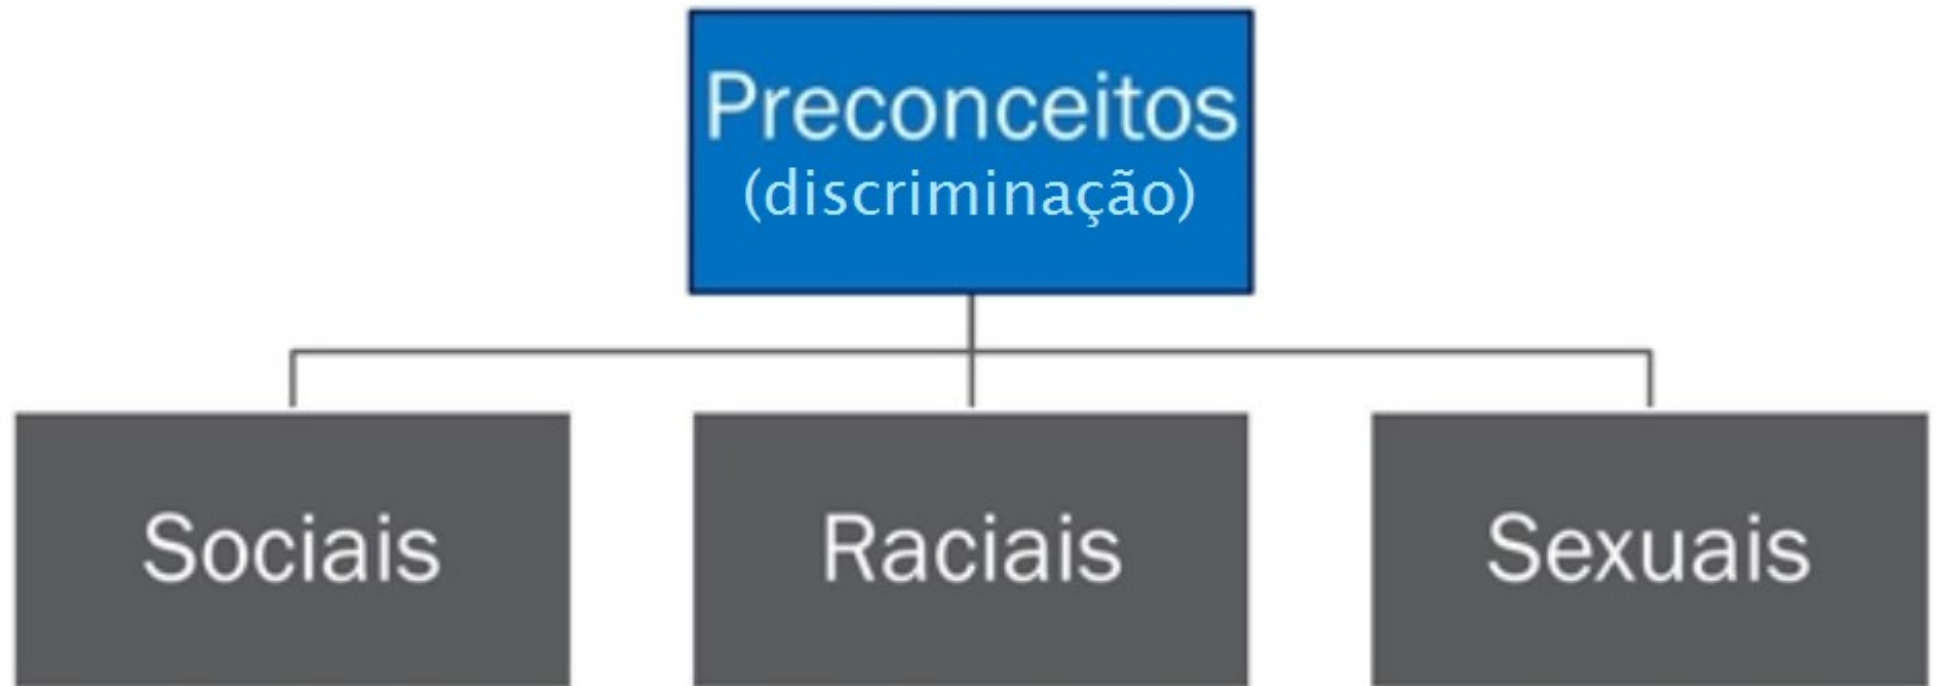 Preconceitos
(discriminação)
Sociais
Raciais
Sexuais